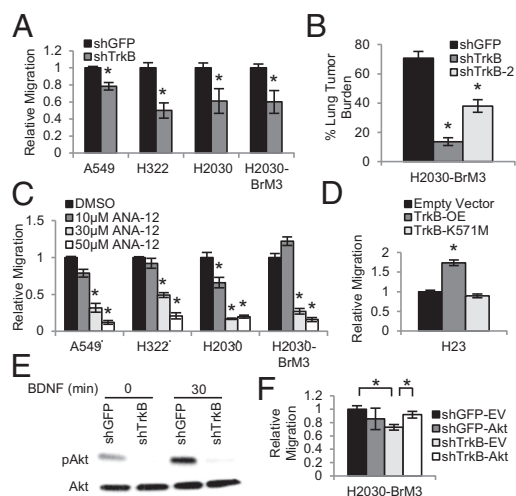 A
shGFP
shTrkB
Relative Migration
1.2
1
0.8
0.6
0.4
0.2
0
*
*
*
*
A549
H322
H2030
H2030-
BrM3
B
shGFP
shTrkB
shTrkB-2
% Lung Tumor
Burden
80
60
40
20
0
*
*
H2030-BrM3
C
DMSO
10µM ANA-12
30µM ANA-12
50µM ANA-12
Relative Migration
1.5
1
0.5
0
*
*
*
*
*
*
*
*
*
A549
H322
H2030
H2030-
BrM3
D
Empty Vector
TrkB-OE
TrkB-K571M
Relative Migration
2
1.5
1
0.5
0
*
H23
E
BDNF (min)
0
30
shGFP
shTrkB
shGFP
shTrkB
pAkt
Akt
F
Relative
Migration
1.2
1
0.8
0.6
0.4
0.2
0
*
*
shGFP-EV
shGFP-Akt
shTrkB-EV
shTrkB-Akt
H2030-BrM3